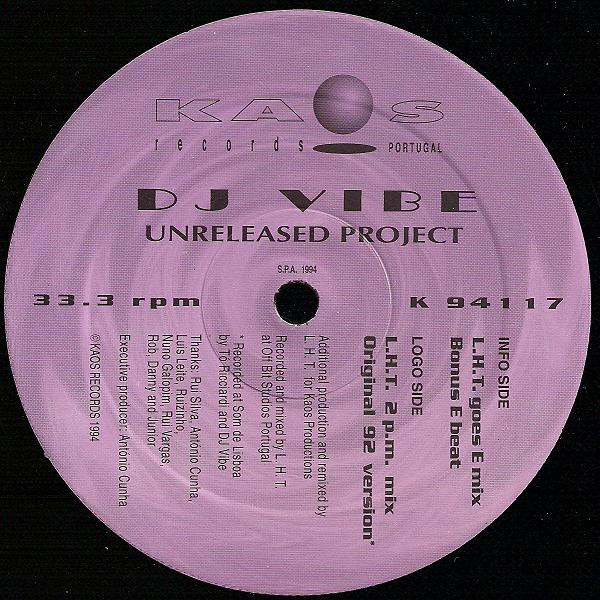 KAOS
records PORTUGAL
DJ VIBE
UNRELEASED PROJECT
S.P.A. 1994
33.3 rpm
K 94117
INFO SIDE
L.H.T. goes E mix
Bonus E beat
LOGO SIDE
L.H.T. 2 p.m. mix
Original 92 version*
Additional production and remixed by
L. H. T. for Kaos Productions
Recorded and mixed by L. H. T.
at Off Bit Studios Portugal
* Recorded at Som de Lisboa
by Tó Riccardi and DJ Vibe
Thanks: Rui Silva, António Cunha,
Luis Leite, Ruizinho,
Nuno Galopim, Rui Vargas,
Rob, Danny and Junior
Executive producer: António Cunha
©KAOS RECORDS 1994